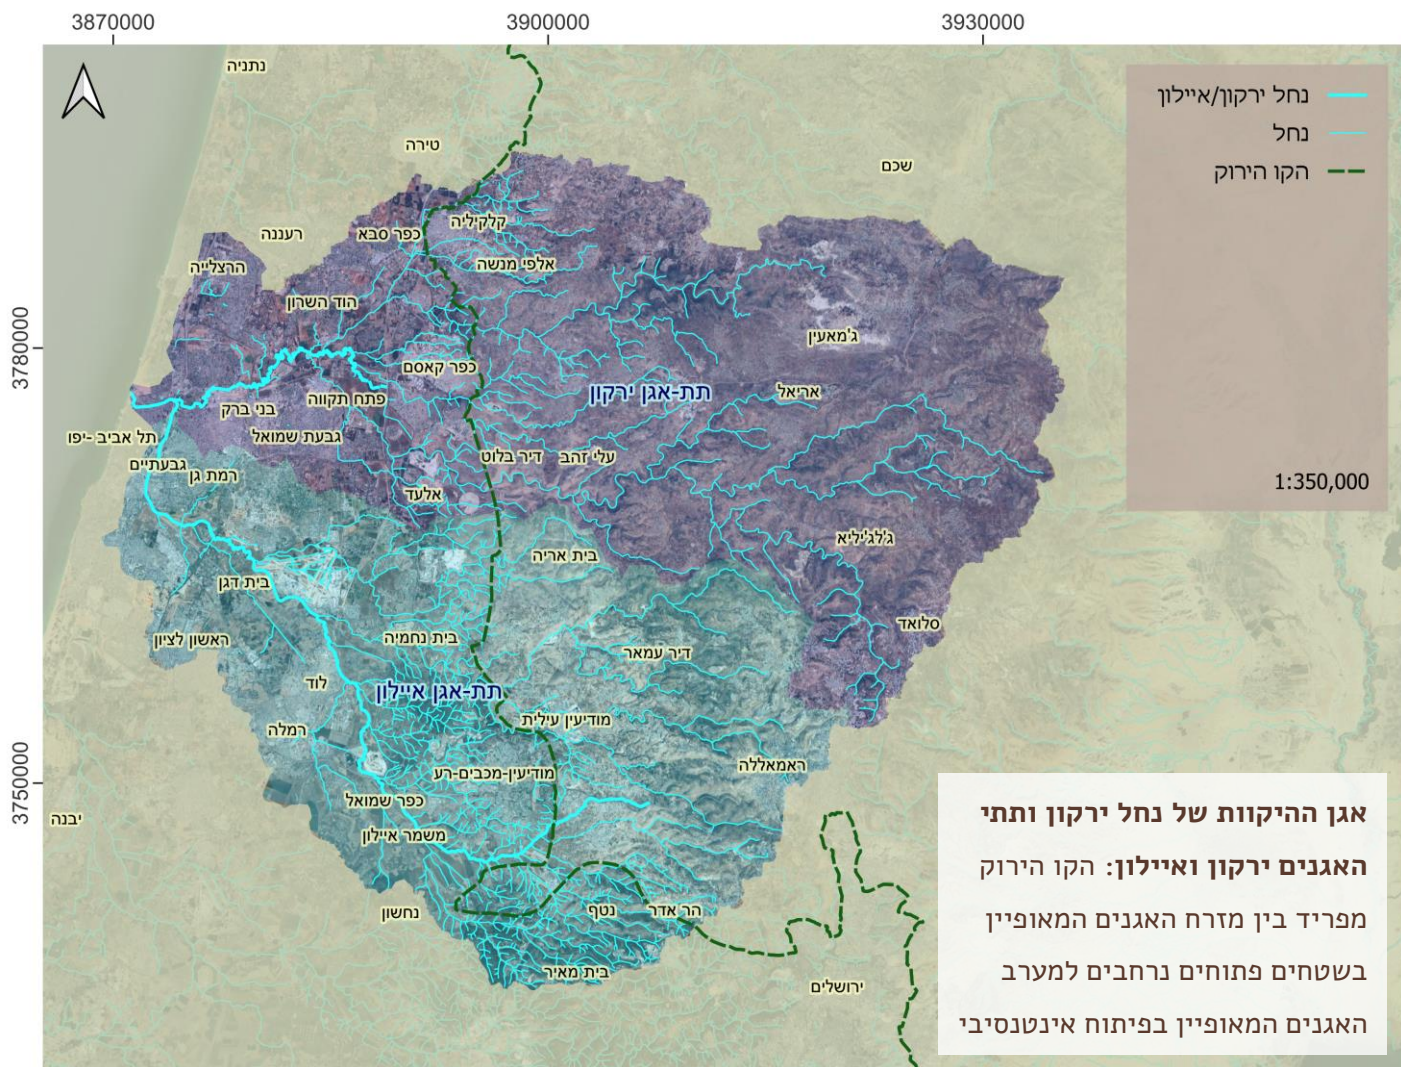 3870000
3900000
3930000
3780000
3750000
נחל ירקון/איילון
נחל
הקו הירוק
1:350,000
נתניה
טירה
שכם
קלקיליה
כפר סבא
רעננה
אלפי מנשה
הרצלייה
הוד השרון
ג'מאעין
כפר קאסם
תת-אגן ירקון
אריאל
פתח תקווה
בני ברק
גבעת שמואל
תל אביב -יפו
עלי זהב
דיר בלוט
גבעתיים
רמת גן
אלעד
ג'לג'יליא
בית אריה
בית דגן
סלואד
ראשון לציון
בית נחמיה
דיר עמאר
לוד
תת-אגן איילון
מודיעין עילית
רמלה
ראמאללה
מודיעין-מכבים-רע
כפר שמואל
יבנה
משמר איילון
נחשון
נטף
הר אדר
בית מאיר
ירושלים
אגן ההיקוות של נחל ירקון ותתי
האגנים ירקון ואיילון: הקו הירוק
מפריד בין מזרח האגנים המאופיין
בשטחים פתוחים נרחבים למערב
האגנים המאופיין בפיתוח אינטנסיבי